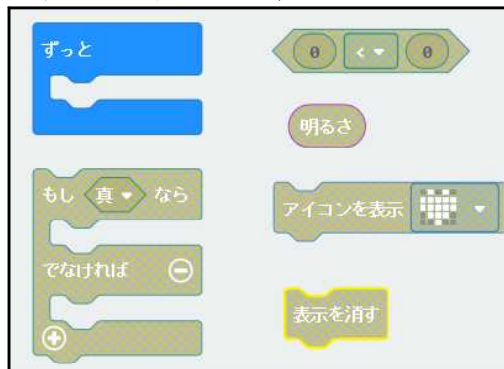 ずっと
0 < 0
明るさ
もし 真 なら
アイコンを表示
でなければ
表示を消す